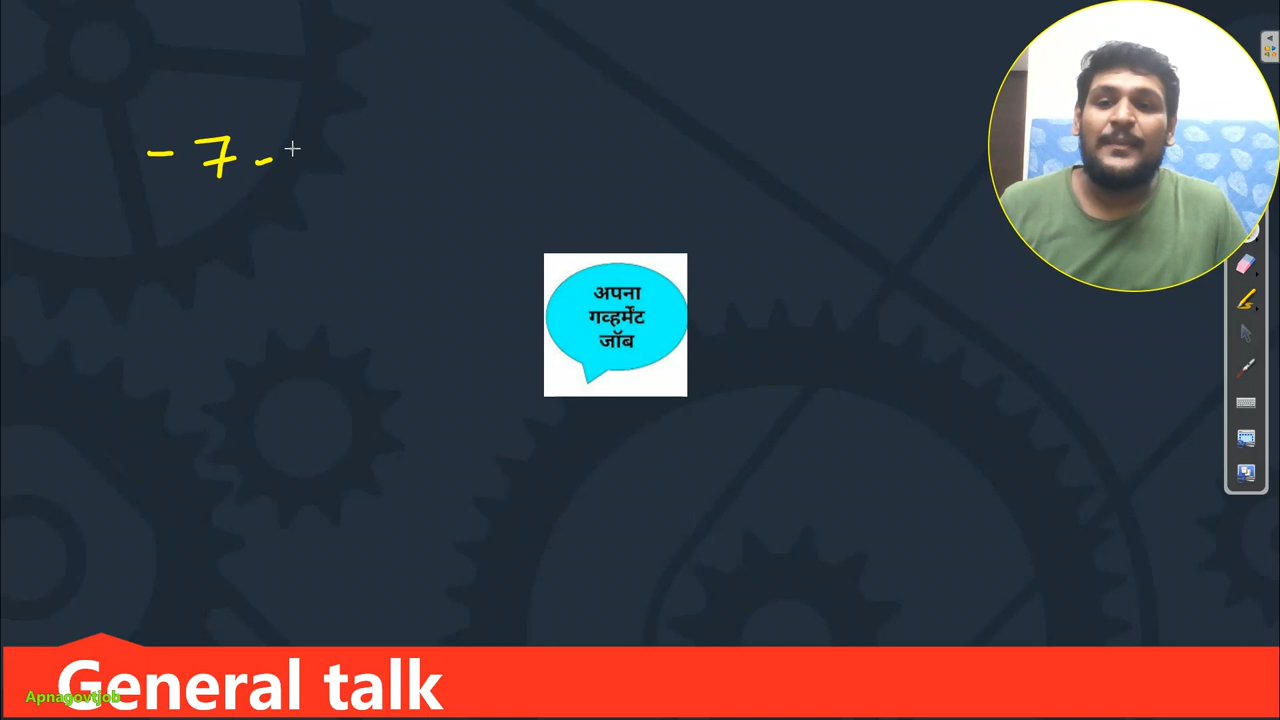 - 7 -
अपना
गव्हर्मेंट
जॉब
General talk
Apnagovtjob